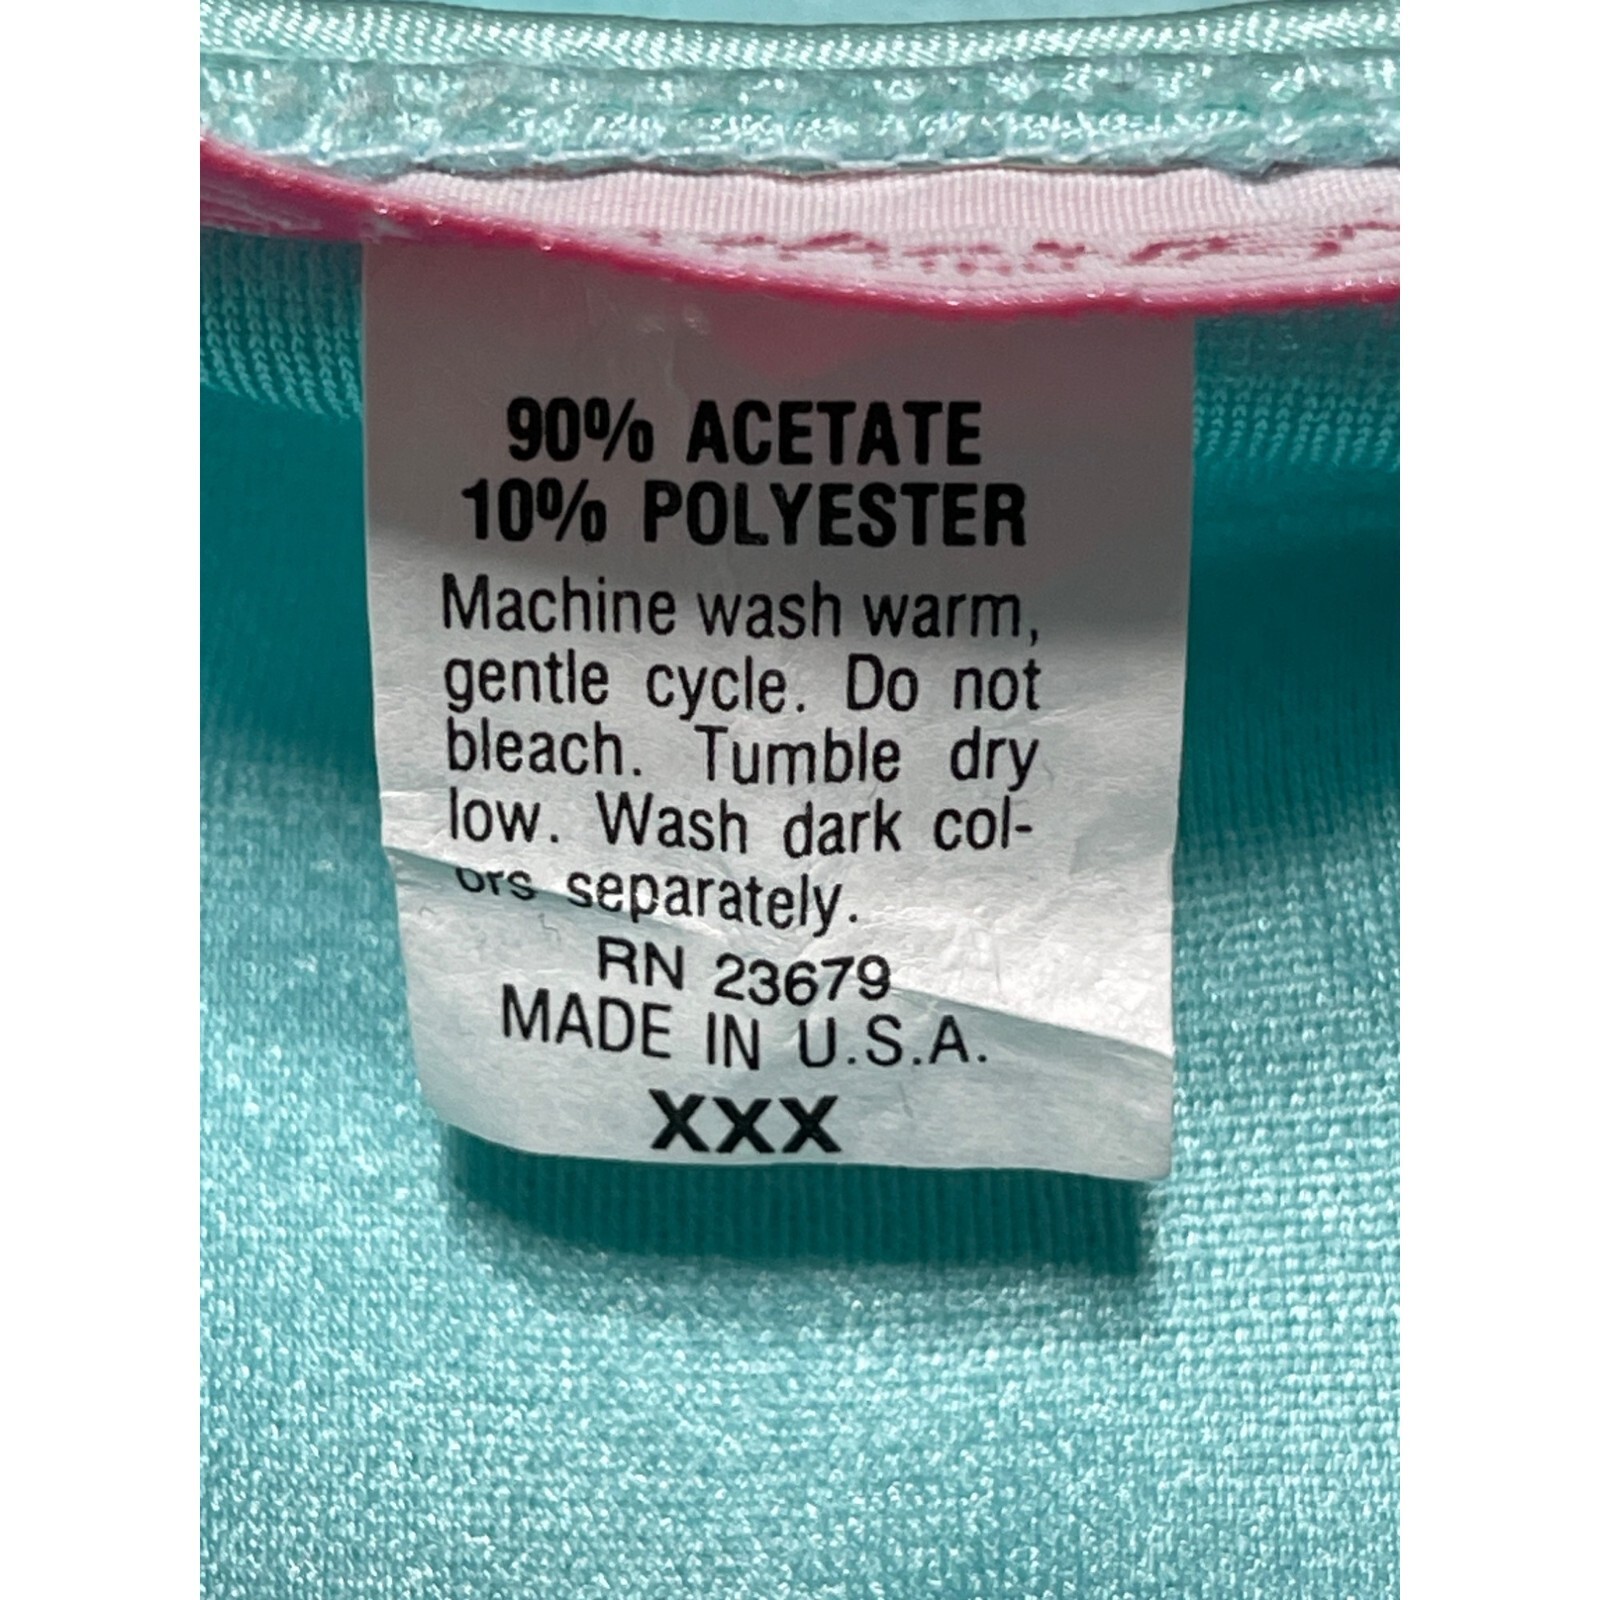 90% ACETATE
10% POLYESTER
Machine wash warm,
gentle cycle. Do not
bleach. Tumble dry
low. Wash dark col-
ors separately.
RN 23679
MADE IN U.S.A.
XXX